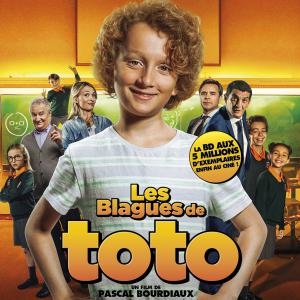 LA BD AUX
5 MILLIONS
D'EXEMPLAIRES
ENFIN AU CINÉ !
Les
Blagues de
toto
UN FILM DE
PASCAL BOURDIAUX